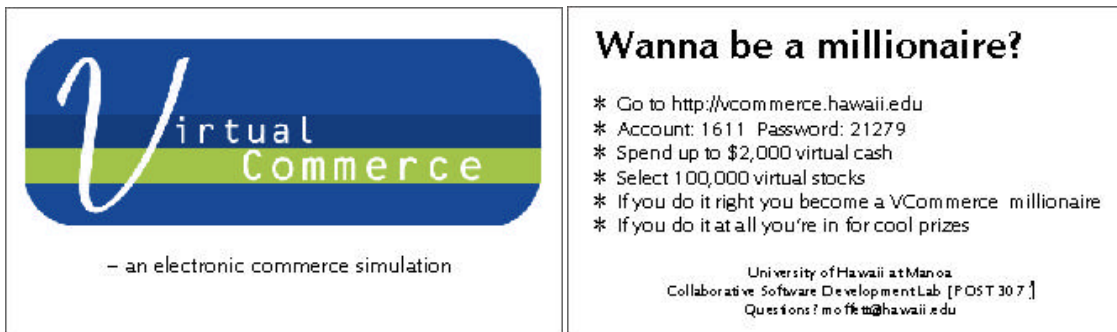 Virtual
Commerce
– an electronic commerce simulation
Wanna be a millionaire?
* Go to http://vcommerce.hawaii.edu
* Account: 1611 Password: 21279
* Spend up to $2,000 virtual cash
* Select 100,000 virtual stocks
* If you do it right you become a VCommerce millionaire
* If you do it at all you're in for cool prizes
University of Hawaii at Manoa
Collaborative Software Development Lab [POST 307]
Questions? moffett@hawaii.edu